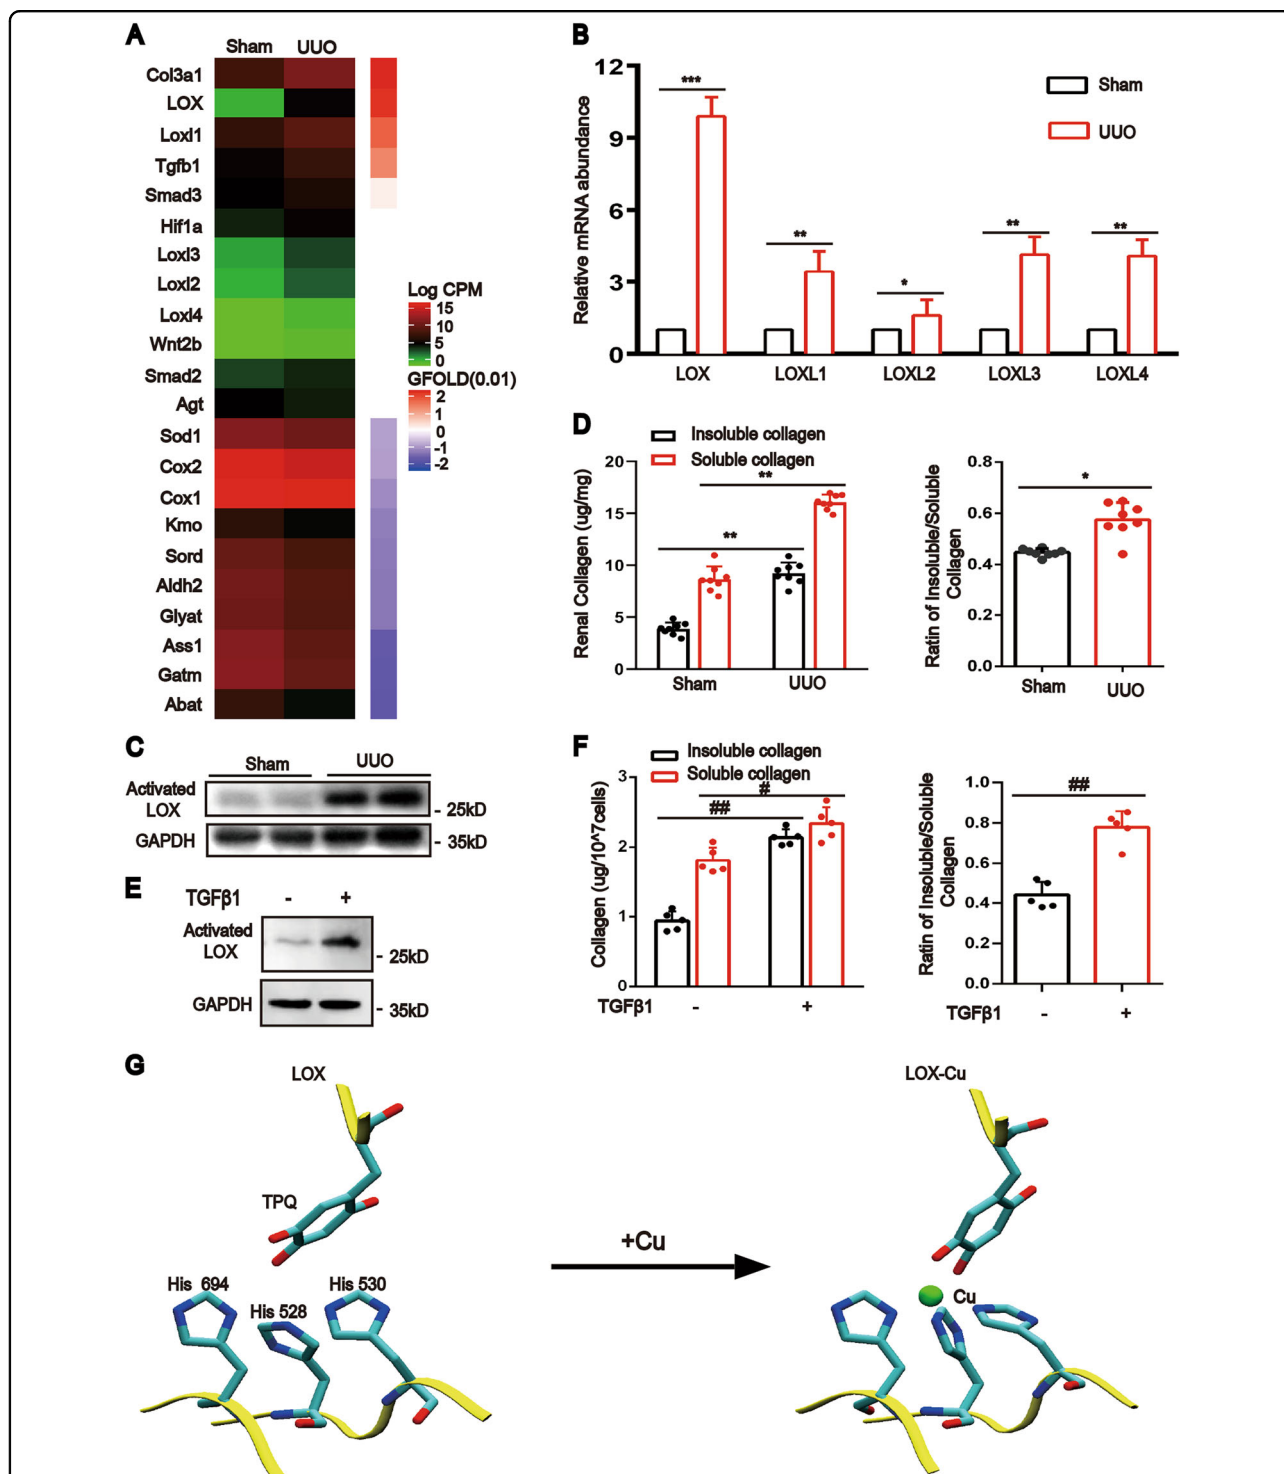 A
Sham
UUO
Col3a1
LOX
Loxl1
Tgfb1
Smad3
Hif1a
Loxl3
Loxl2
Loxl4
Wnt2b
Smad2
Agt
Sod1
Cox2
Cox1
Kmo
Sord
Aldh2
Glyat
Ass1
Gatm
Abat
Log CPM
15
10
5
0
GFOLD(0.01)
2
1
0
-1
-2
B
Relative mRNA abundance
12
9
6
3
0
***
**
*
**
**
Sham
UUO
LOX
LOXL1
LOXL2
LOXL3
LOXL4
C
Sham
UUO
Activated
LOX
- 25kD
GAPDH
- 35kD
D
Insoluble collagen
Soluble collagen
Renal Collagen (ug/mg)
20
15
10
5
0
**
**
Sham
UUO
Ratin of Insoluble/Soluble
Collagen
0.8
0.6
0.4
0.2
0.0
*
Sham
UUO
E
TGFβ1
-
+
Activated
LOX
- 25kD
GAPDH
- 35kD
F
Insoluble collagen
Soluble collagen
Collagen (ug/10^7cells)
3
2
1
0
##
#
TGFβ1
-
+
Ratin of Insoluble/Soluble
Collagen
1.0
0.8
0.6
0.4
0.2
0.0
##
TGFβ1
-
+
G
LOX
TPQ
His 694
His 528
His 530
+Cu
LOX-Cu
Cu